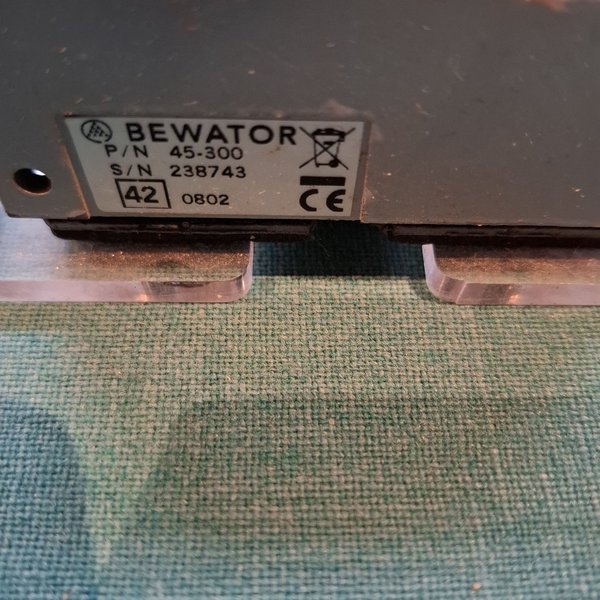 BEWATOR
P/N 45-300
S/N 238743
42 0802
CE